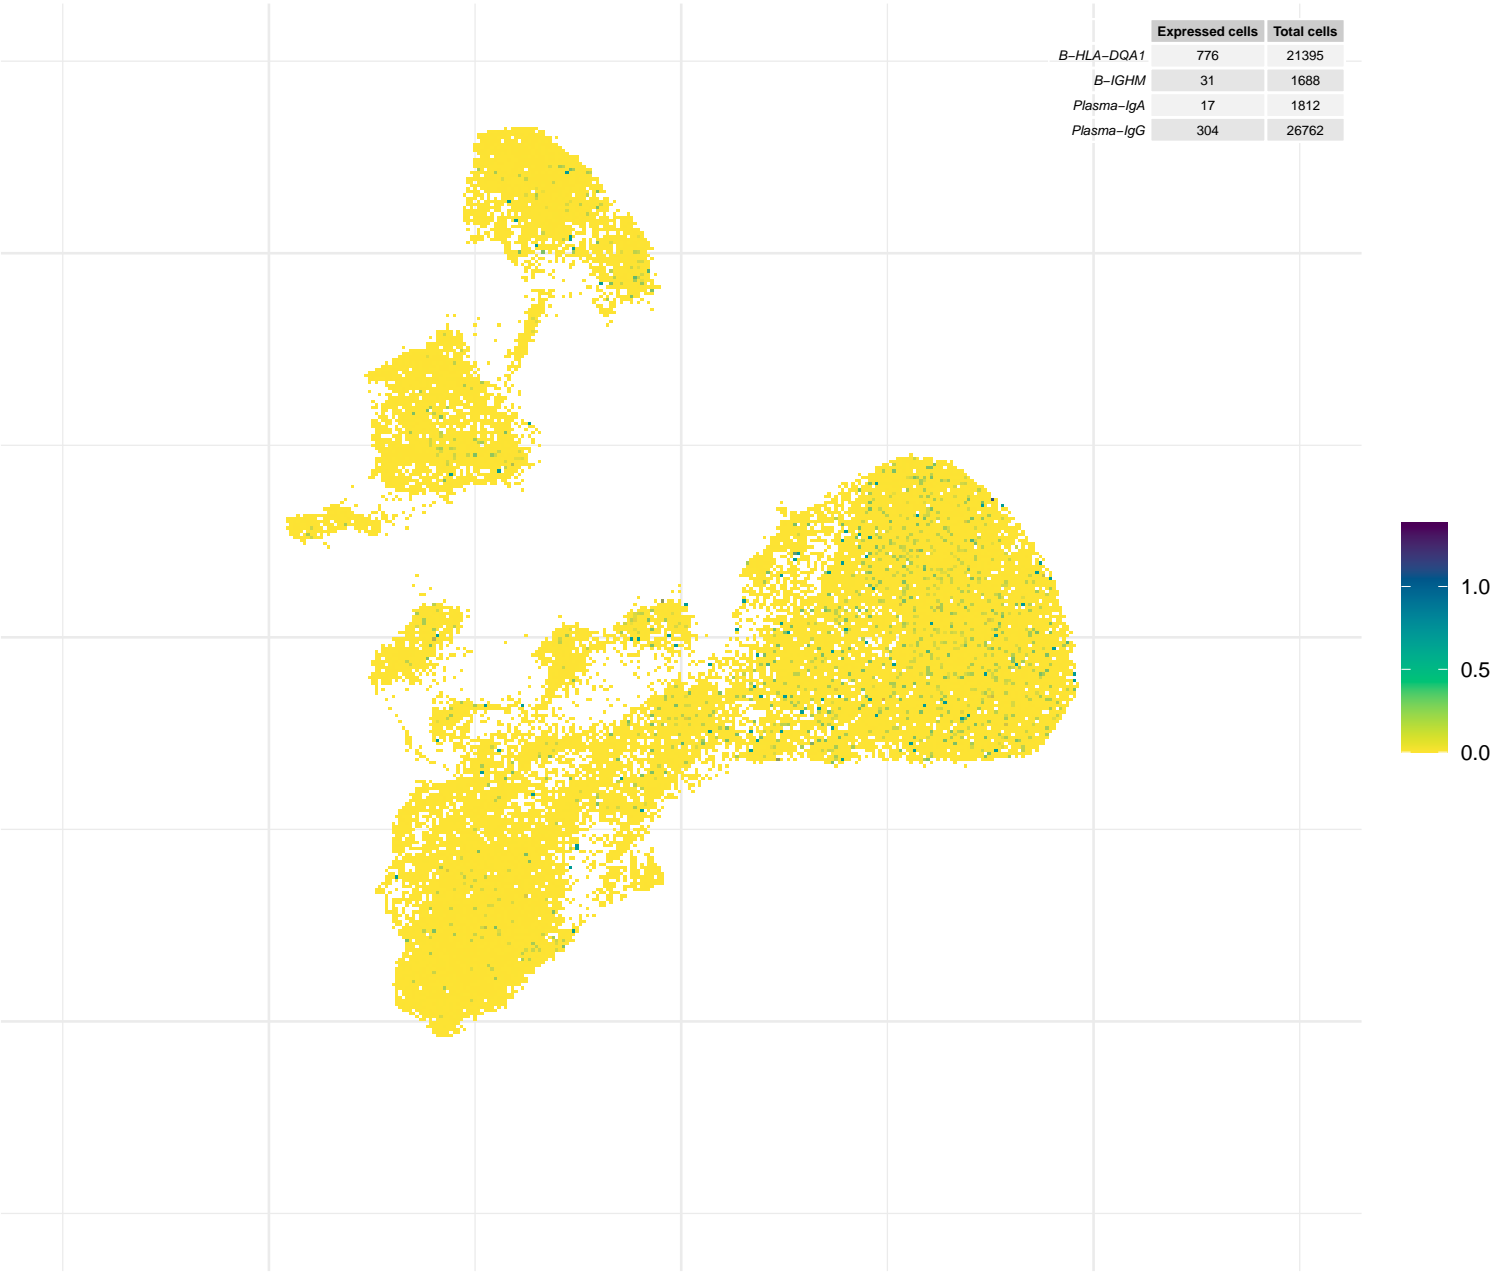 Expressed cells Total cells
B−HLA−DQA1 776 21395
B−IGHM 31 1688
Plasma−IgA 17 1812
Plasma−IgG 304 26762
1.0
0.5
0.0